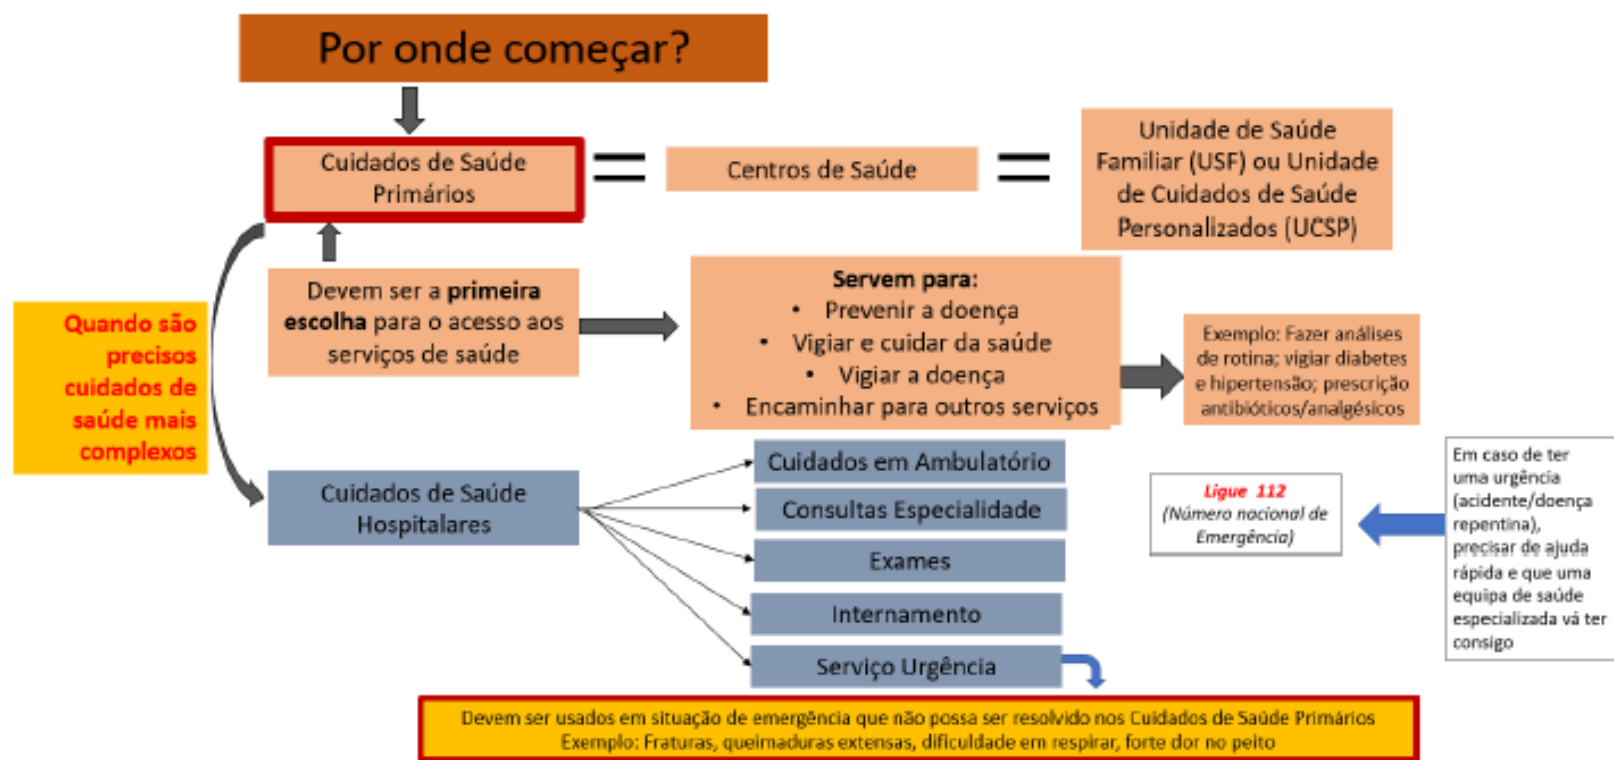 Por onde começar?
Cuidados de Saúde
Primários
=
Centros de Saúde
=
Unidade de Saúde
Familiar (USF) ou Unidade
de Cuidados de Saúde
Personalizados (UCSP)
Devem ser a primeira
escolha para o acesso aos
serviços de saúde
Servem para:
• Prevenir a doença
• Vigiar e cuidar da saúde
• Vigiar a doença
• Encaminhar para outros serviços
Exemplo: Fazer análises
de rotina; vigiar diabetes
e hipertensão; prescrição
antibióticos/analgésicos
Quando são
precisos
cuidados de
saúde mais
complexos
Cuidados de Saúde
Hospitalares
Cuidados em Ambulatório
Consultas Especialidade
Exames
Internamento
Serviço Urgência
Ligue 112
(Número nacional de
Emergência)
Em caso de ter
uma urgência
(acidente/doença
repentina),
precisar de ajuda
rápida e que uma
equipa de saúde
especializada vá ter
consigo
Devem ser usados em situação de emergência que não possa ser resolvido nos Cuidados de Saúde Primários
Exemplo: Fraturas, queimaduras extensas, dificuldade em respirar, forte dor no peito